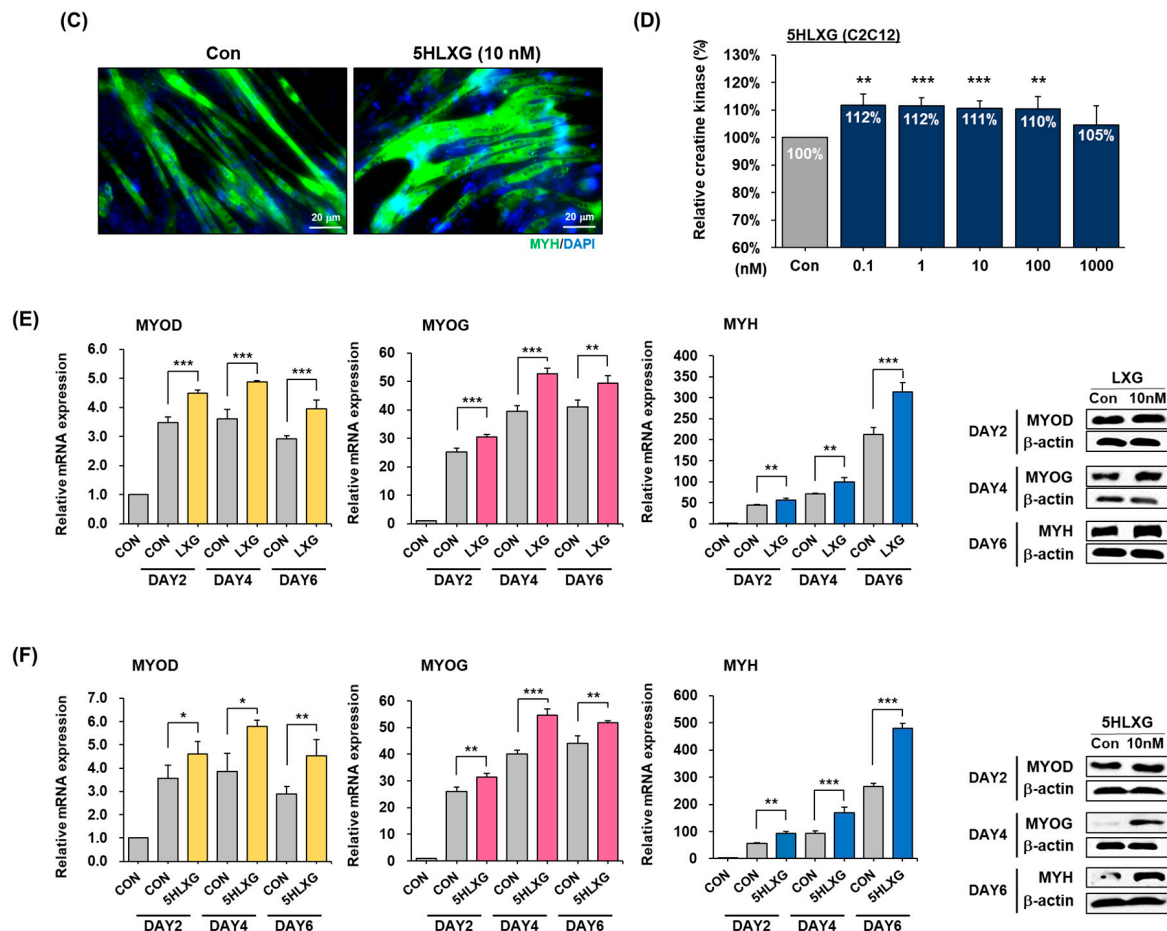 (C)
Con
5HLXG (10 nM)
20 μm
20 μm
MYH/DAPI
(D)
5HLXG (C2C12)
Relative creatine kinase (%)
130%
120%
110%
100%
90%
80%
70%
60%
** *** *** **
100% 112% 112% 111% 110% 105%
(nM) Con 0.1 1 10 100 1000
(E)
MYOD
Relative mRNA expression
6.0
5.0
4.0
3.0
2.0
1.0
0.0
*** *** ***
CON CON LXG CON LXG CON LXG
DAY2 DAY4 DAY6
MYOG
Relative mRNA expression
60
50
40
30
20
10
0
*** *** **
CON CON LXG CON LXG CON LXG
DAY2 DAY4 DAY6
MYH
Relative mRNA expression
400
350
300
250
200
150
100
50
0
** ** ***
CON CON LXG CON LXG CON LXG
DAY2 DAY4 DAY6
LXG
Con 10nM
DAY2 MYOD
β-actin
DAY4 MYOG
β-actin
DAY6 MYH
β-actin
(F)
MYOD
Relative mRNA expression
7.0
6.0
5.0
4.0
3.0
2.0
1.0
0.0
* * **
CON CON 5HLXG CON 5HLXG CON 5HLXG
DAY2 DAY4 DAY6
MYOG
Relative mRNA expression
60
50
40
30
20
10
0
** *** **
CON CON 5HLXG CON 5HLXG CON 5HLXG
DAY2 DAY4 DAY6
MYH
Relative mRNA expression
600
500
400
300
200
100
0
** *** ***
CON CON 5HLXG CON 5HLXG CON 5HLXG
DAY2 DAY4 DAY6
5HLXG
Con 10nM
DAY2 MYOD
β-actin
DAY4 MYOG
β-actin
DAY6 MYH
β-actin